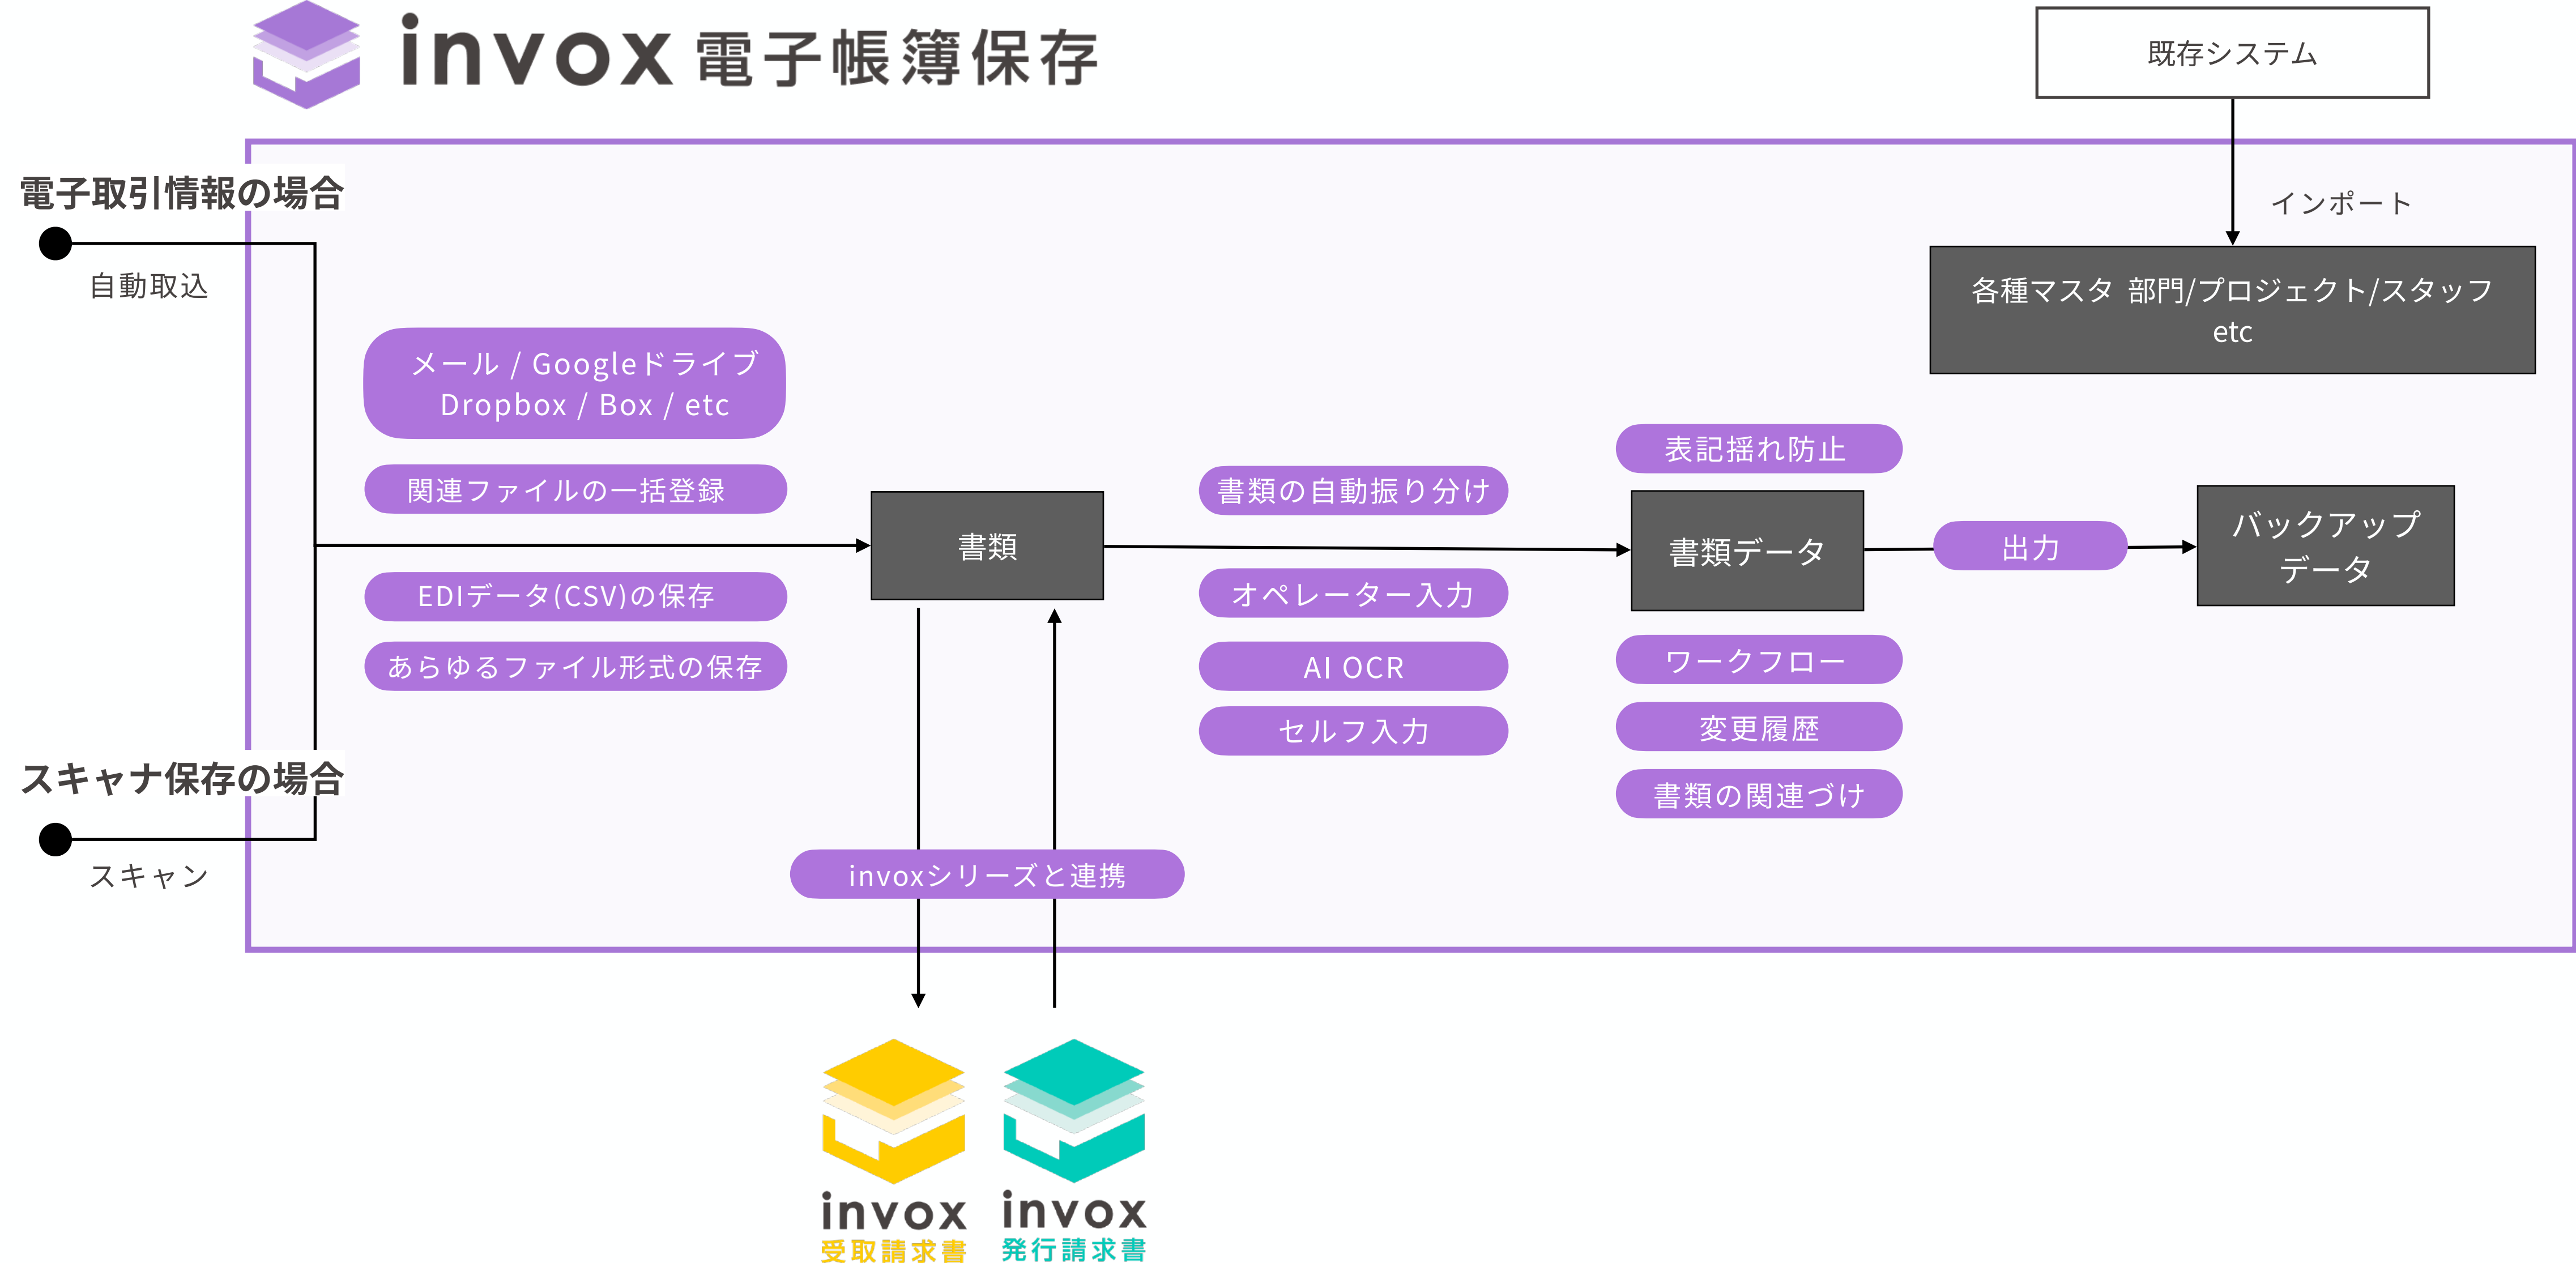 invox 電子帳簿保存
既存システム
電子取引情報の場合
インポート
自動取込
各種マスタ 部門/プロジェクト/スタッフ
etc
メール / Googleドライブ
Dropbox / Box / etc
関連ファイルの一括登録
EDIデータ(CSV)の保存
あらゆるファイル形式の保存
書類
書類の自動振り分け
オペレーター入力
AI OCR
セルフ入力
表記揺れ防止
書類データ
ワークフロー
変更履歴
書類の関連づけ
出力
バックアップ
データ
スキャナ保存の場合
スキャン
invoxシリーズと連携
invox
受取請求書
invox
発行請求書